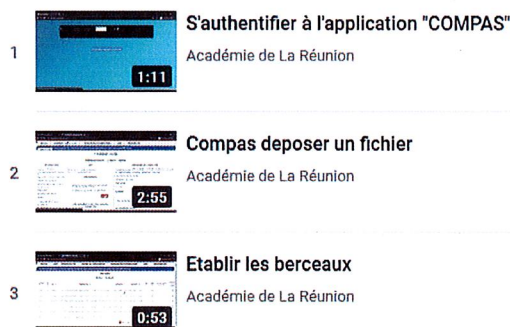 S'authentifier à l'application "COMPAS"
Académie de La Réunion
1
1:11
Compas deposer un fichier
Académie de La Réunion
2
2:55
Etablir les berceaux
Académie de La Réunion
3
0:53